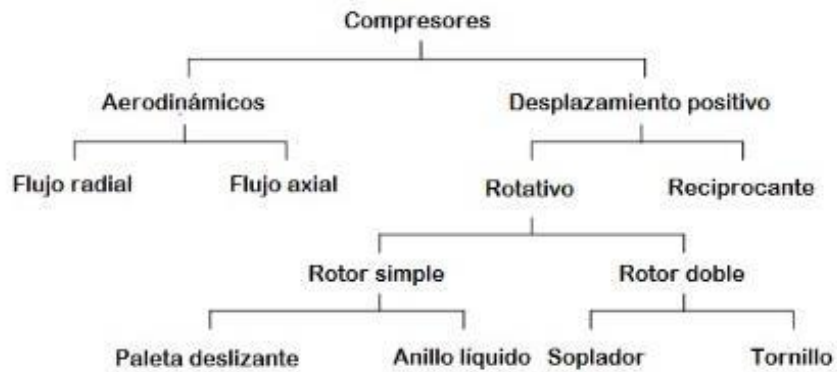 Compresores
Aerodinámicos Desplazamiento positivo
Flujo radial Flujo axial Rotativo Reciprocante
Rotor simple Rotor doble
Paleta deslizante Anillo líquido Soplador Tornillo